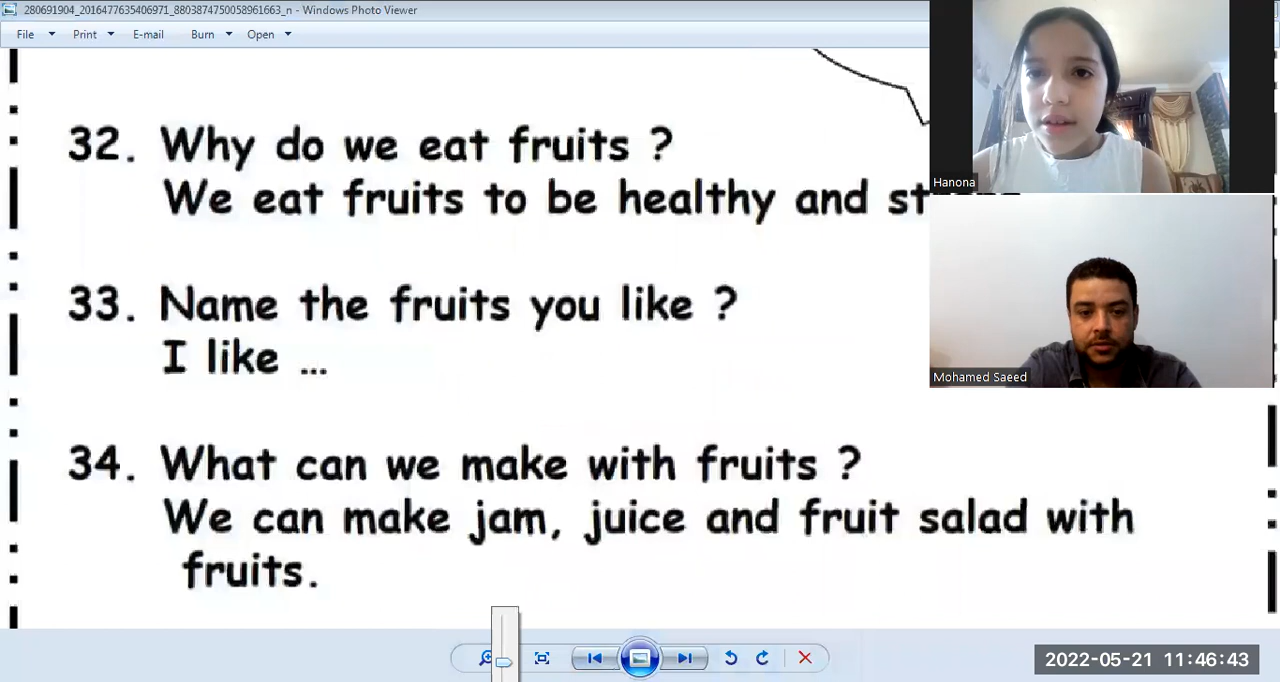 280691904_2016477635406971_8803874750058961663_n - Windows Photo Viewer
File Print E-mail Burn Open
32. Why do we eat fruits ?
We eat fruits to be healthy and
Hanona
33. Name the fruits you like ?
I like ...
Mohamed Saeed
34. What can we make with fruits ?
We can make jam, juice and fruit salad with
fruits.
2022-05-21 11:46:43